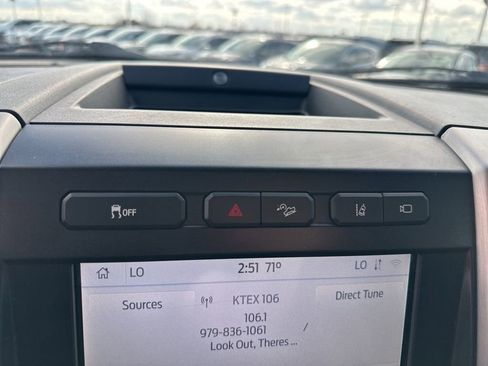 OFF
LO 2:51 71° LO
Sources KTEX 106 Direct Tune
106.1
979-836-1061 /
Look Out, Theres ...